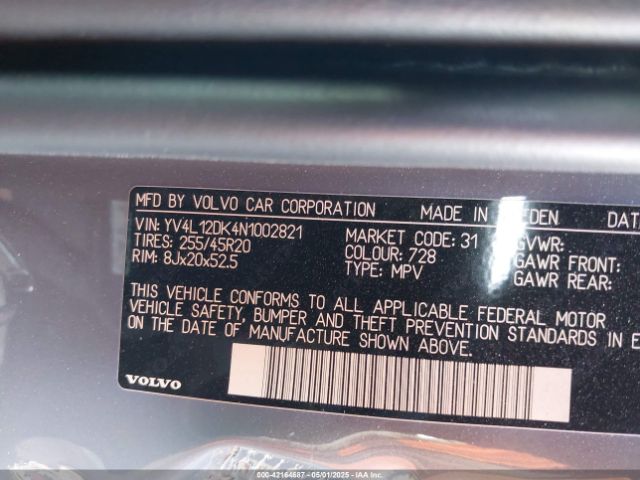 MFD BY VOLVO CAR CORPORATION MADE IN SWEDEN DAT
VIN: YV4L12DK4N1002821 MARKET CODE: 31 GVWR:
TIRES: 255/45R20 COLOUR: 728 GAWR FRONT:
RIM: 8Jx20x52.5 TYPE: MPV GAWR REAR:
THIS VEHICLE CONFORMS TO ALL APPLICABLE FEDERAL MOTOR
VEHICLE SAFETY, BUMPER AND THEFT PREVENTION STANDARDS IN E
ON THE DATE OF MANUFACTURE SHOWN ABOVE.
VOLVO
000-42164687 - 05/01/2025 - IAAI.COM